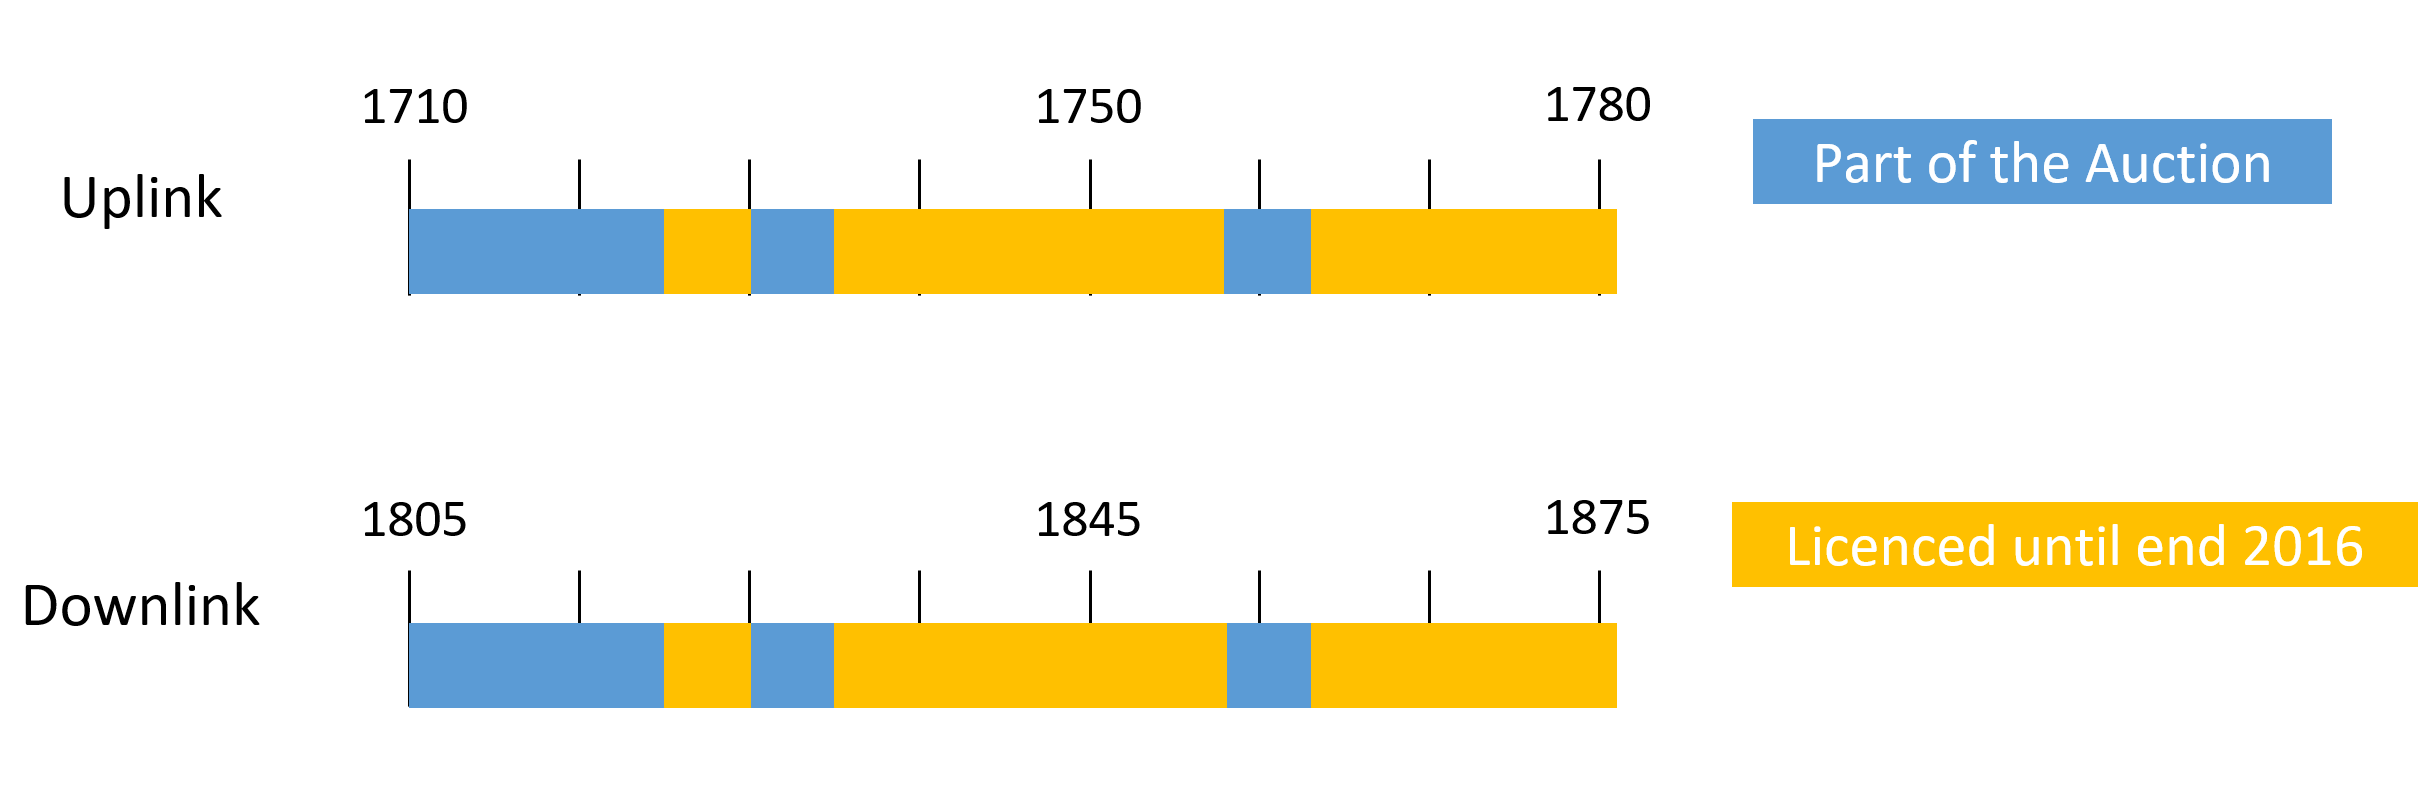 1710 1750 1780
Uplink
Part of the Auction
1805 1845 1875
Downlink
Licenced until end 2016